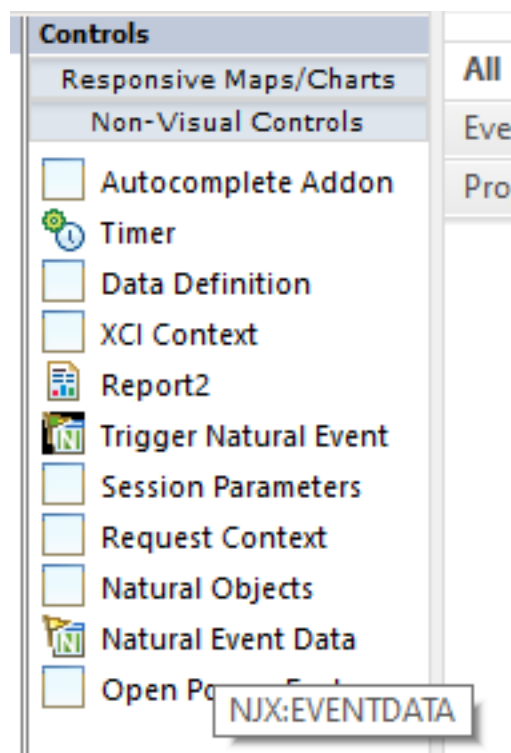 Controls
All
Responsive Maps/Charts
Non-Visual Controls
Eve
Autocomplete Addon
Pro
Timer
Data Definition
XCI Context
Report2
Trigger Natural Event
Session Parameters
Request Context
Natural Objects
Natural Event Data
Open
NJX:EVENTDATA